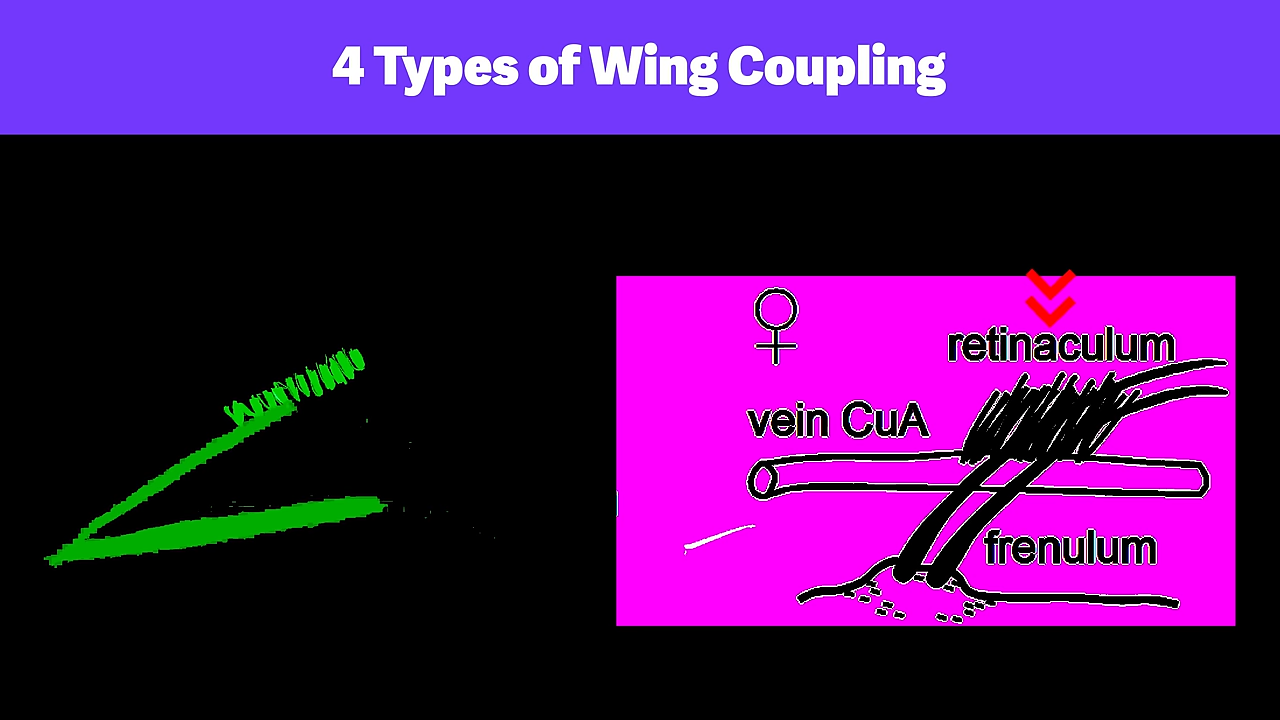 4 Types of Wing Coupling
♀
retinaculum
vein CuA
frenulum